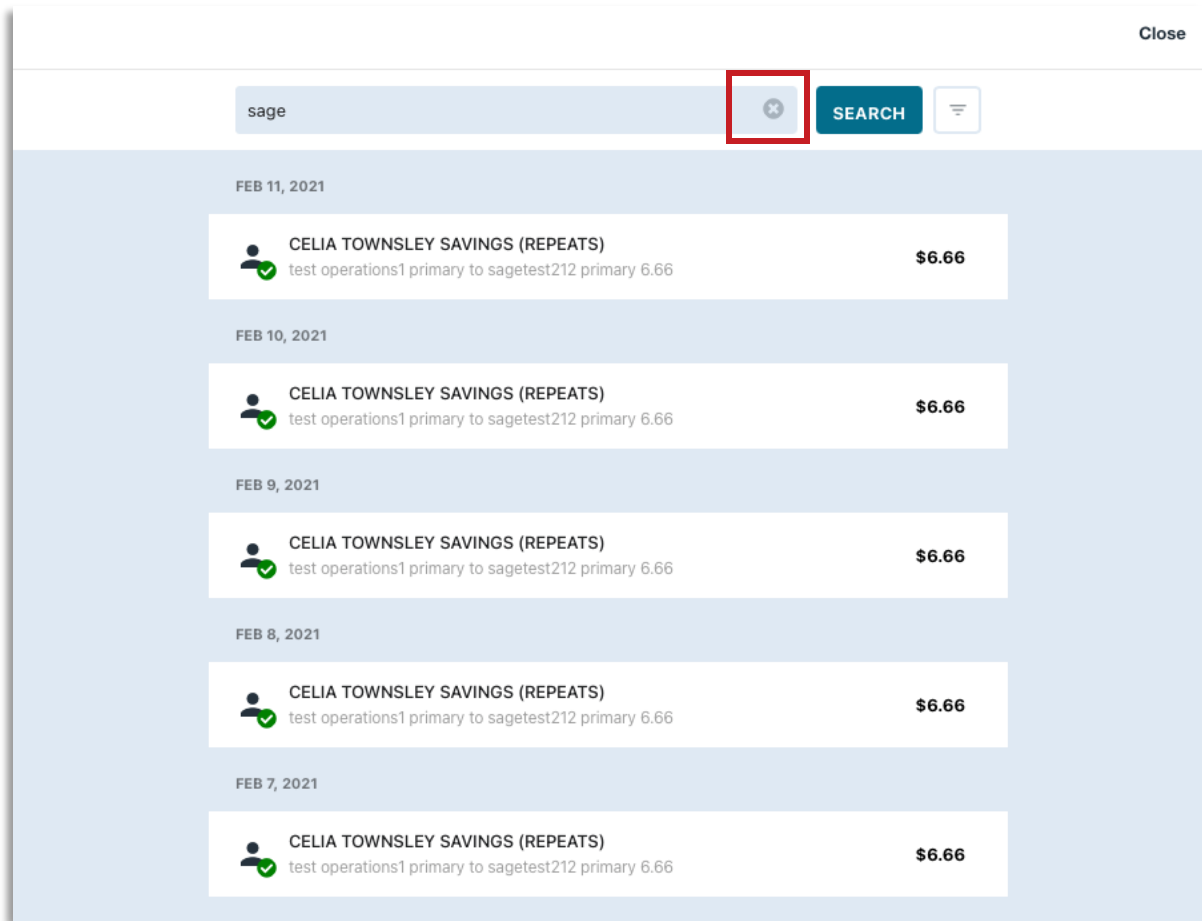 Close
sage
SEARCH
FEB 11, 2021
CELIA TOWNSLEY SAVINGS (REPEATS)
$6.66
test operations1 primary to sagetest212 primary 6.66
FEB 10, 2021
CELIA TOWNSLEY SAVINGS (REPEATS)
$6.66
test operations1 primary to sagetest212 primary 6.66
FEB 9, 2021
CELIA TOWNSLEY SAVINGS (REPEATS)
$6.66
test operations1 primary to sagetest212 primary 6.66
FEB 8, 2021
CELIA TOWNSLEY SAVINGS (REPEATS)
$6.66
test operations1 primary to sagetest212 primary 6.66
FEB 7, 2021
CELIA TOWNSLEY SAVINGS (REPEATS)
$6.66
test operations1 primary to sagetest212 primary 6.66